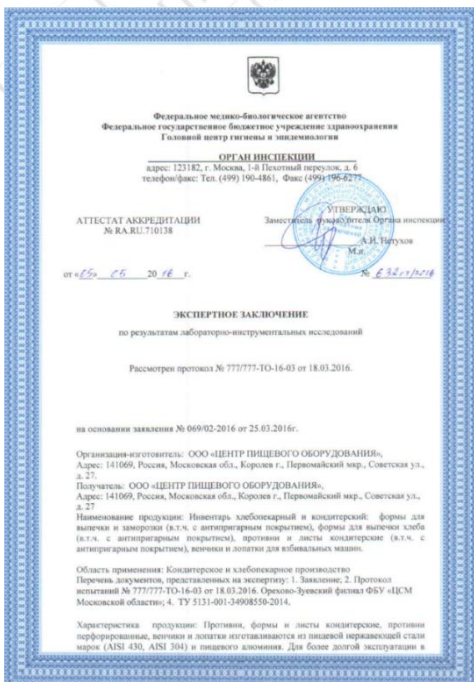 Федеральное медико-биологическое агентство
Федеральное государственное бюджетное учреждение здравоохранения
Головной центр гигиены и эпидемиологии
ОРГАН ИНСПЕКЦИИ
адрес: 123182, г. Москва, 1-й Пехотный переулок, д. 6
телефон/факс: Тел. (499) 190-4861, Факс (499) 196-6277
УТВЕРЖДАЮ
АТТЕСТАТ АККРЕДИТАЦИИ Заместитель руководителя Органа инспекции
№ RA.RU.710138
А.И. Петухов
М.п.
от «05» 05 2016 г. №
ЭКСПЕРТНОЕ ЗАКЛЮЧЕНИЕ
по результатам лабораторно-инструментальных исследований
Рассмотрен протокол № 777/777-ТО-16-03 от 18.03.2016.
на основании заявления № 069/02-2016 от 25.03.2016г.
Организация-изготовитель: ООО «ЦЕНТР ПИЩЕВОГО ОБОРУДОВАНИЯ»,
Адрес: 141069, Россия, Московская обл., Королев г., Первомайский мкр., Советская ул.,
д. 27.
Получатель: ООО «ЦЕНТР ПИЩЕВОГО ОБОРУДОВАНИЯ»,
Адрес: 141069, Россия, Московская обл., Королев г., Первомайский мкр., Советская ул.,
д. 27
Наименование продукции: Инвентарь хлебопекарный и кондитерский: формы для
выпечки и заморозки (в.т.ч. с антипригарным покрытием), формы для выпечки хлеба
(в.т.ч. с антипригарным покрытием), противни и листы кондитерские (в.т.ч. с
антипригарным покрытием), венчики и лопатки для взбивальных машин.
Область применения: Кондитерское и хлебопекарное производство
Перечень документов, представленных на экспертизу: 1. Заявление; 2. Протокол
испытаний № 777/777-ТО-16-03 от 18.03.2016. Орехово-Зуевский филиал ФБУ «ЦСМ
Московской области»; 4. ТУ 5131-001-34908550-2014.
Характеристика продукции: Противни, формы и листы кондитерские, противни
перфорированные, венчики и лопатки изготавливаются из пищевой нержавеющей стали
марок (AISI 430, AISI 304) и пищевого алюминия. Для более долгой эксплуатации в